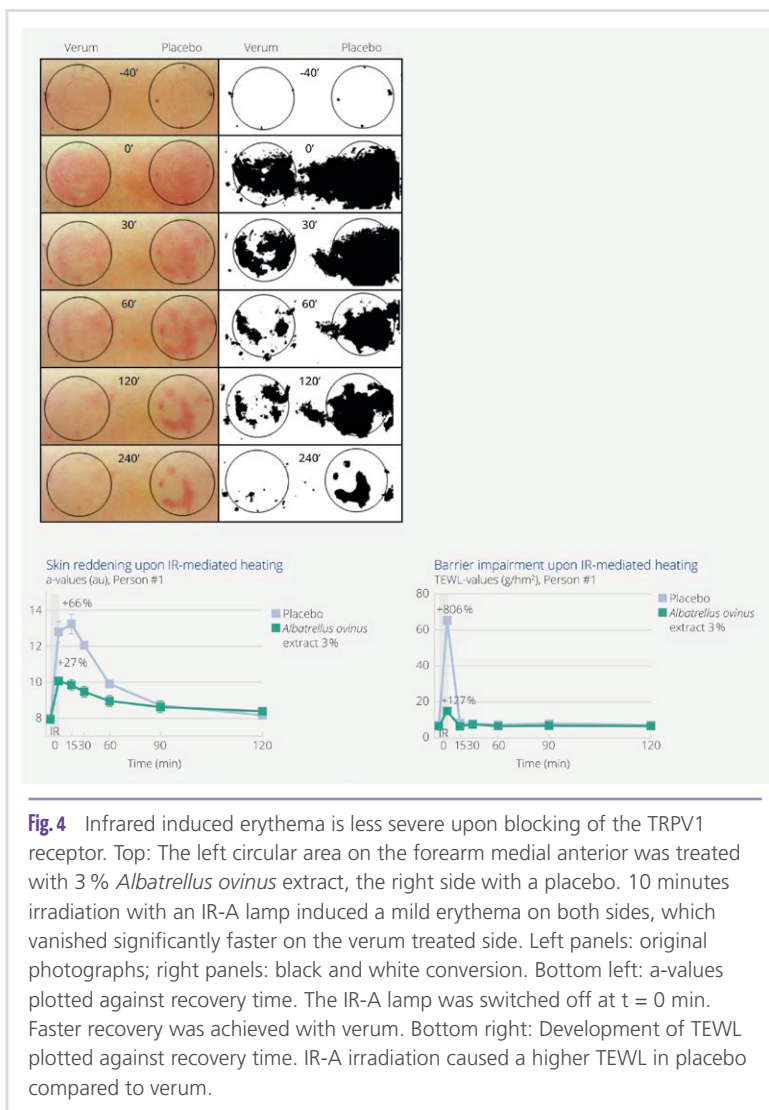 Verum Placebo Verum Placebo
-40' -40'
0' 0'
30' 30'
60' 60'
120' 120'
240' 240'
Skin reddening upon IR-mediated heating
a-values (au), Person #1
14
12
10
8
+66 %
+27 %
IR
0 15 30 60 90 120
Time (min)
Placebo
Albatrellus ovinus
extract 3 %
Barrier impairment upon IR-mediated heating
TEWL-values (g/hm²), Person #1
80
60
40
20
0
+806 %
+127 %
IR
0 15 30 60 90 120
Time (min)
Placebo
Albatrellus ovinus
extract 3 %
Fig. 4 Infrared induced erythema is less severe upon blocking of the TRPV1
receptor. Top: The left circular area on the forearm medial anterior was treated
with 3 % Albatrellus ovinus extract, the right side with a placebo. 10 minutes
irradiation with an IR-A lamp induced a mild erythema on both sides, which
vanished significantly faster on the verum treated side. Left panels: original
photographs; right panels: black and white conversion. Bottom left: a-values
plotted against recovery time. The IR-A lamp was switched off at t = 0 min.
Faster recovery was achieved with verum. Bottom right: Development of TEWL
plotted against recovery time. IR-A irradiation caused a higher TEWL in placebo
compared to verum.